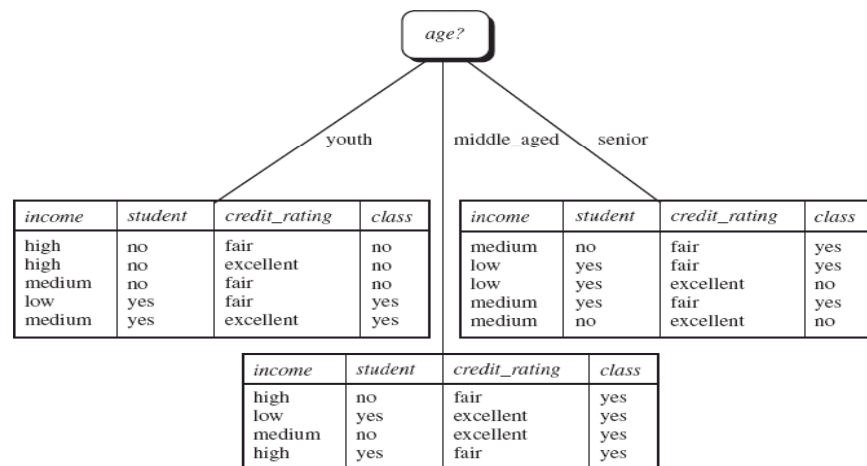 age?
youth
middle_aged
senior
income student credit_rating class
high no fair no
high no excellent no
medium no fair no
low yes fair yes
medium yes excellent yes
income student credit_rating class
medium no fair yes
low yes fair yes
low yes excellent no
medium yes fair yes
medium no excellent no
income student credit_rating class
high no fair yes
low yes excellent yes
medium no excellent yes
high yes fair yes